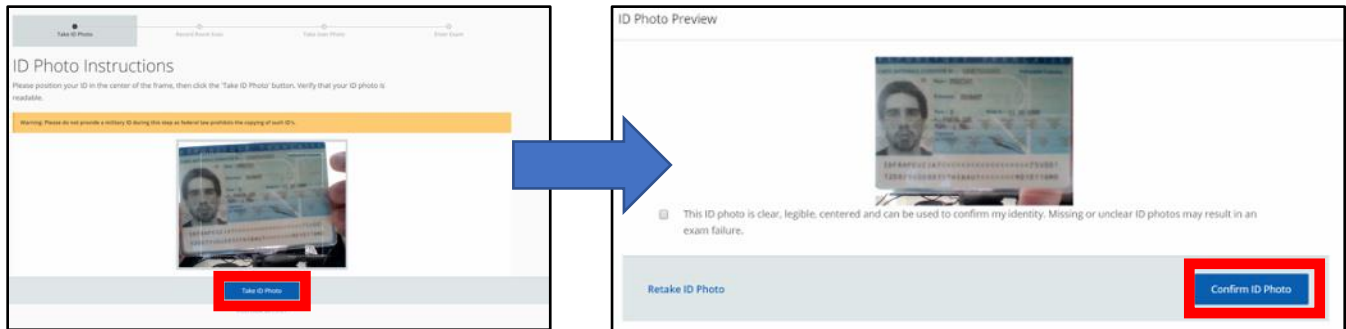 Take ID Photo
Record Room Scan
Take User Photo
Enter Exam
ID Photo Instructions
Please position your ID in the center of the frame, then click the 'Take ID Photo' button. Verify that your ID photo is
readable.
Warning: Please do not provide a military ID during this step as federal law prohibits the copying of such ID's.
Take ID Photo
ID Photo Preview
This ID photo is clear, legible, centered and can be used to confirm my identity. Missing or unclear ID photos may result in an
exam failure.
Retake ID Photo
Confirm ID Photo